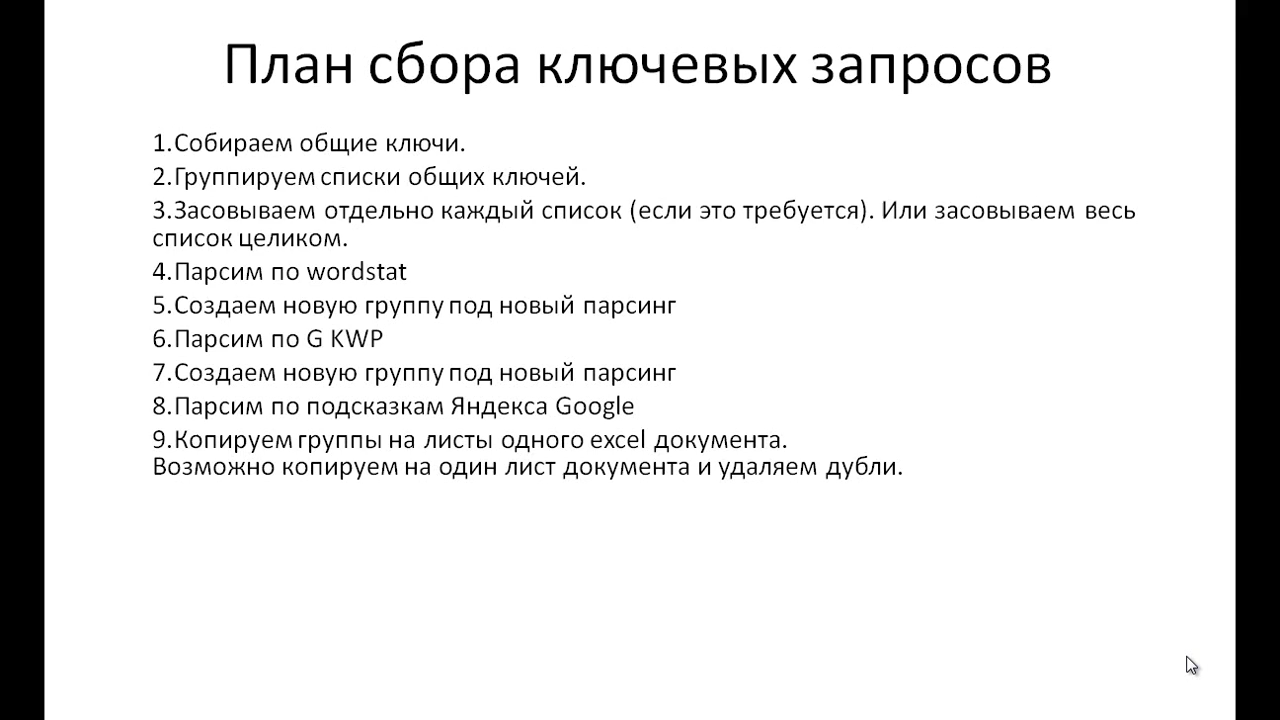 План сбора ключевых запросов
1.Собираем общие ключи.
2.Группируем списки общих ключей.
3.Засовываем отдельно каждый список (если это требуется). Или засовываем весь
список целиком.
4.Парсим по wordstat
5.Создаем новую группу под новый парсинг
6.Парсим по G KWP
7.Создаем новую группу под новый парсинг
8.Парсим по подсказкам Яндекса Google
9.Копируем группы на листы одного excel документа.
Возможно копируем на один лист документа и удаляем дубли.